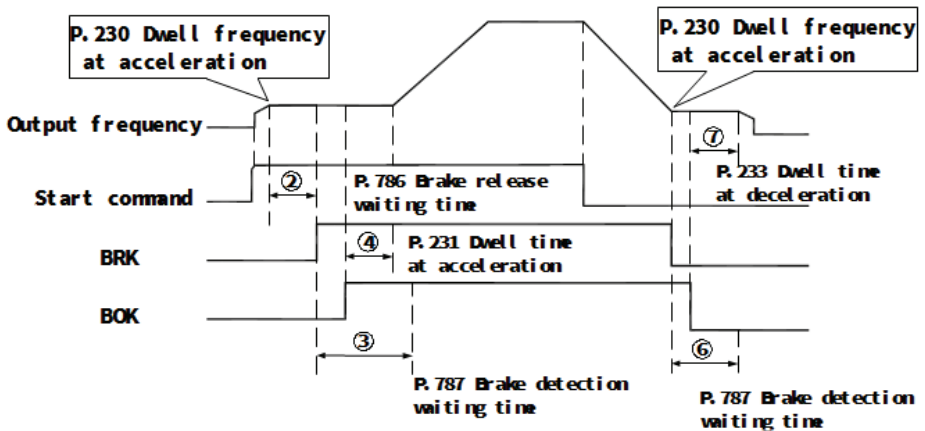 P.230 Dwell frequency
at acceleration
P.230 Dwell frequency
at acceleration
Output frequency
⑦
P.233 Dwell time
at deceleration
Start command
②
P.786 Brake release
waiting time
BRK
④
P.231 Dwell time
at acceleration
BOK
③
⑥
P.787 Brake detection
waiting time
P.787 Brake detection
waiting time